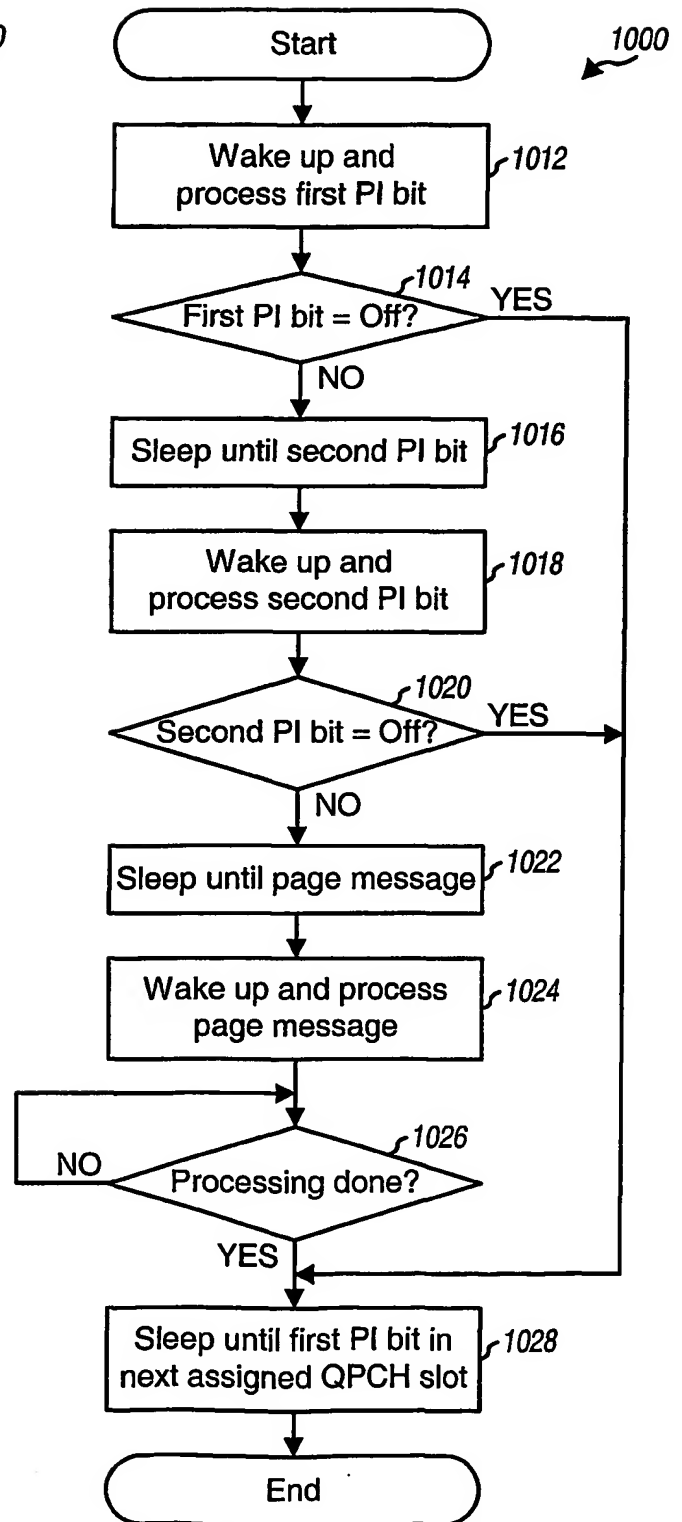 0
Start
1000
Wake up and
process first PI bit
1012
1014
First PI bit = Off?
YES
NO
Sleep until second PI bit
1016
Wake up and
process second PI bit
1018
1020
Second PI bit = Off?
YES
NO
Sleep until page message
1022
Wake up and process
page message
1024
1026
NO
Processing done?
YES
Sleep until first PI bit in
next assigned QPCH slot
1028
End